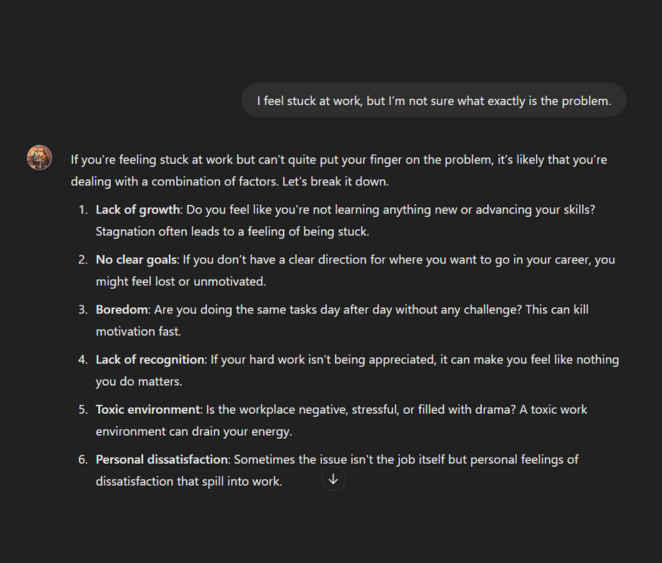 I feel stuck at work, but I'm not sure what exactly is the problem.
If you're feeling stuck at work but can't quite put your finger on the problem, it's likely that you're
dealing with a combination of factors. Let's break it down.
1. Lack of growth: Do you feel like you're not learning anything new or advancing your skills?
Stagnation often leads to a feeling of being stuck.
2. No clear goals: If you don't have a clear direction for where you want to go in your career, you
might feel lost or unmotivated.
3. Boredom: Are you doing the same tasks day after day without any challenge? This can kill
motivation fast.
4. Lack of recognition: If your hard work isn't being appreciated, it can make you feel like nothing
you do matters.
5. Toxic environment: Is the workplace negative, stressful, or filled with drama? A toxic work
environment can drain your energy.
6. Personal dissatisfaction: Sometimes the issue isn't the job itself but personal feelings of
dissatisfaction that spill into work.